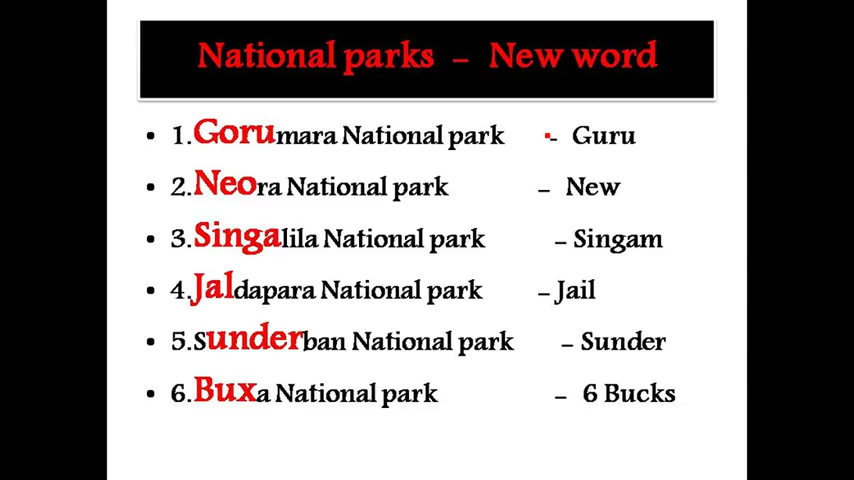 National parks – New word
• 1.Gorumara National park - Guru
• 2.Neora National park – New
• 3.Singalila National park – Singam
• 4.Jaldapara National park – Jail
• 5.Sunderban National park – Sunder
• 6.Buxa National park – 6 Bucks